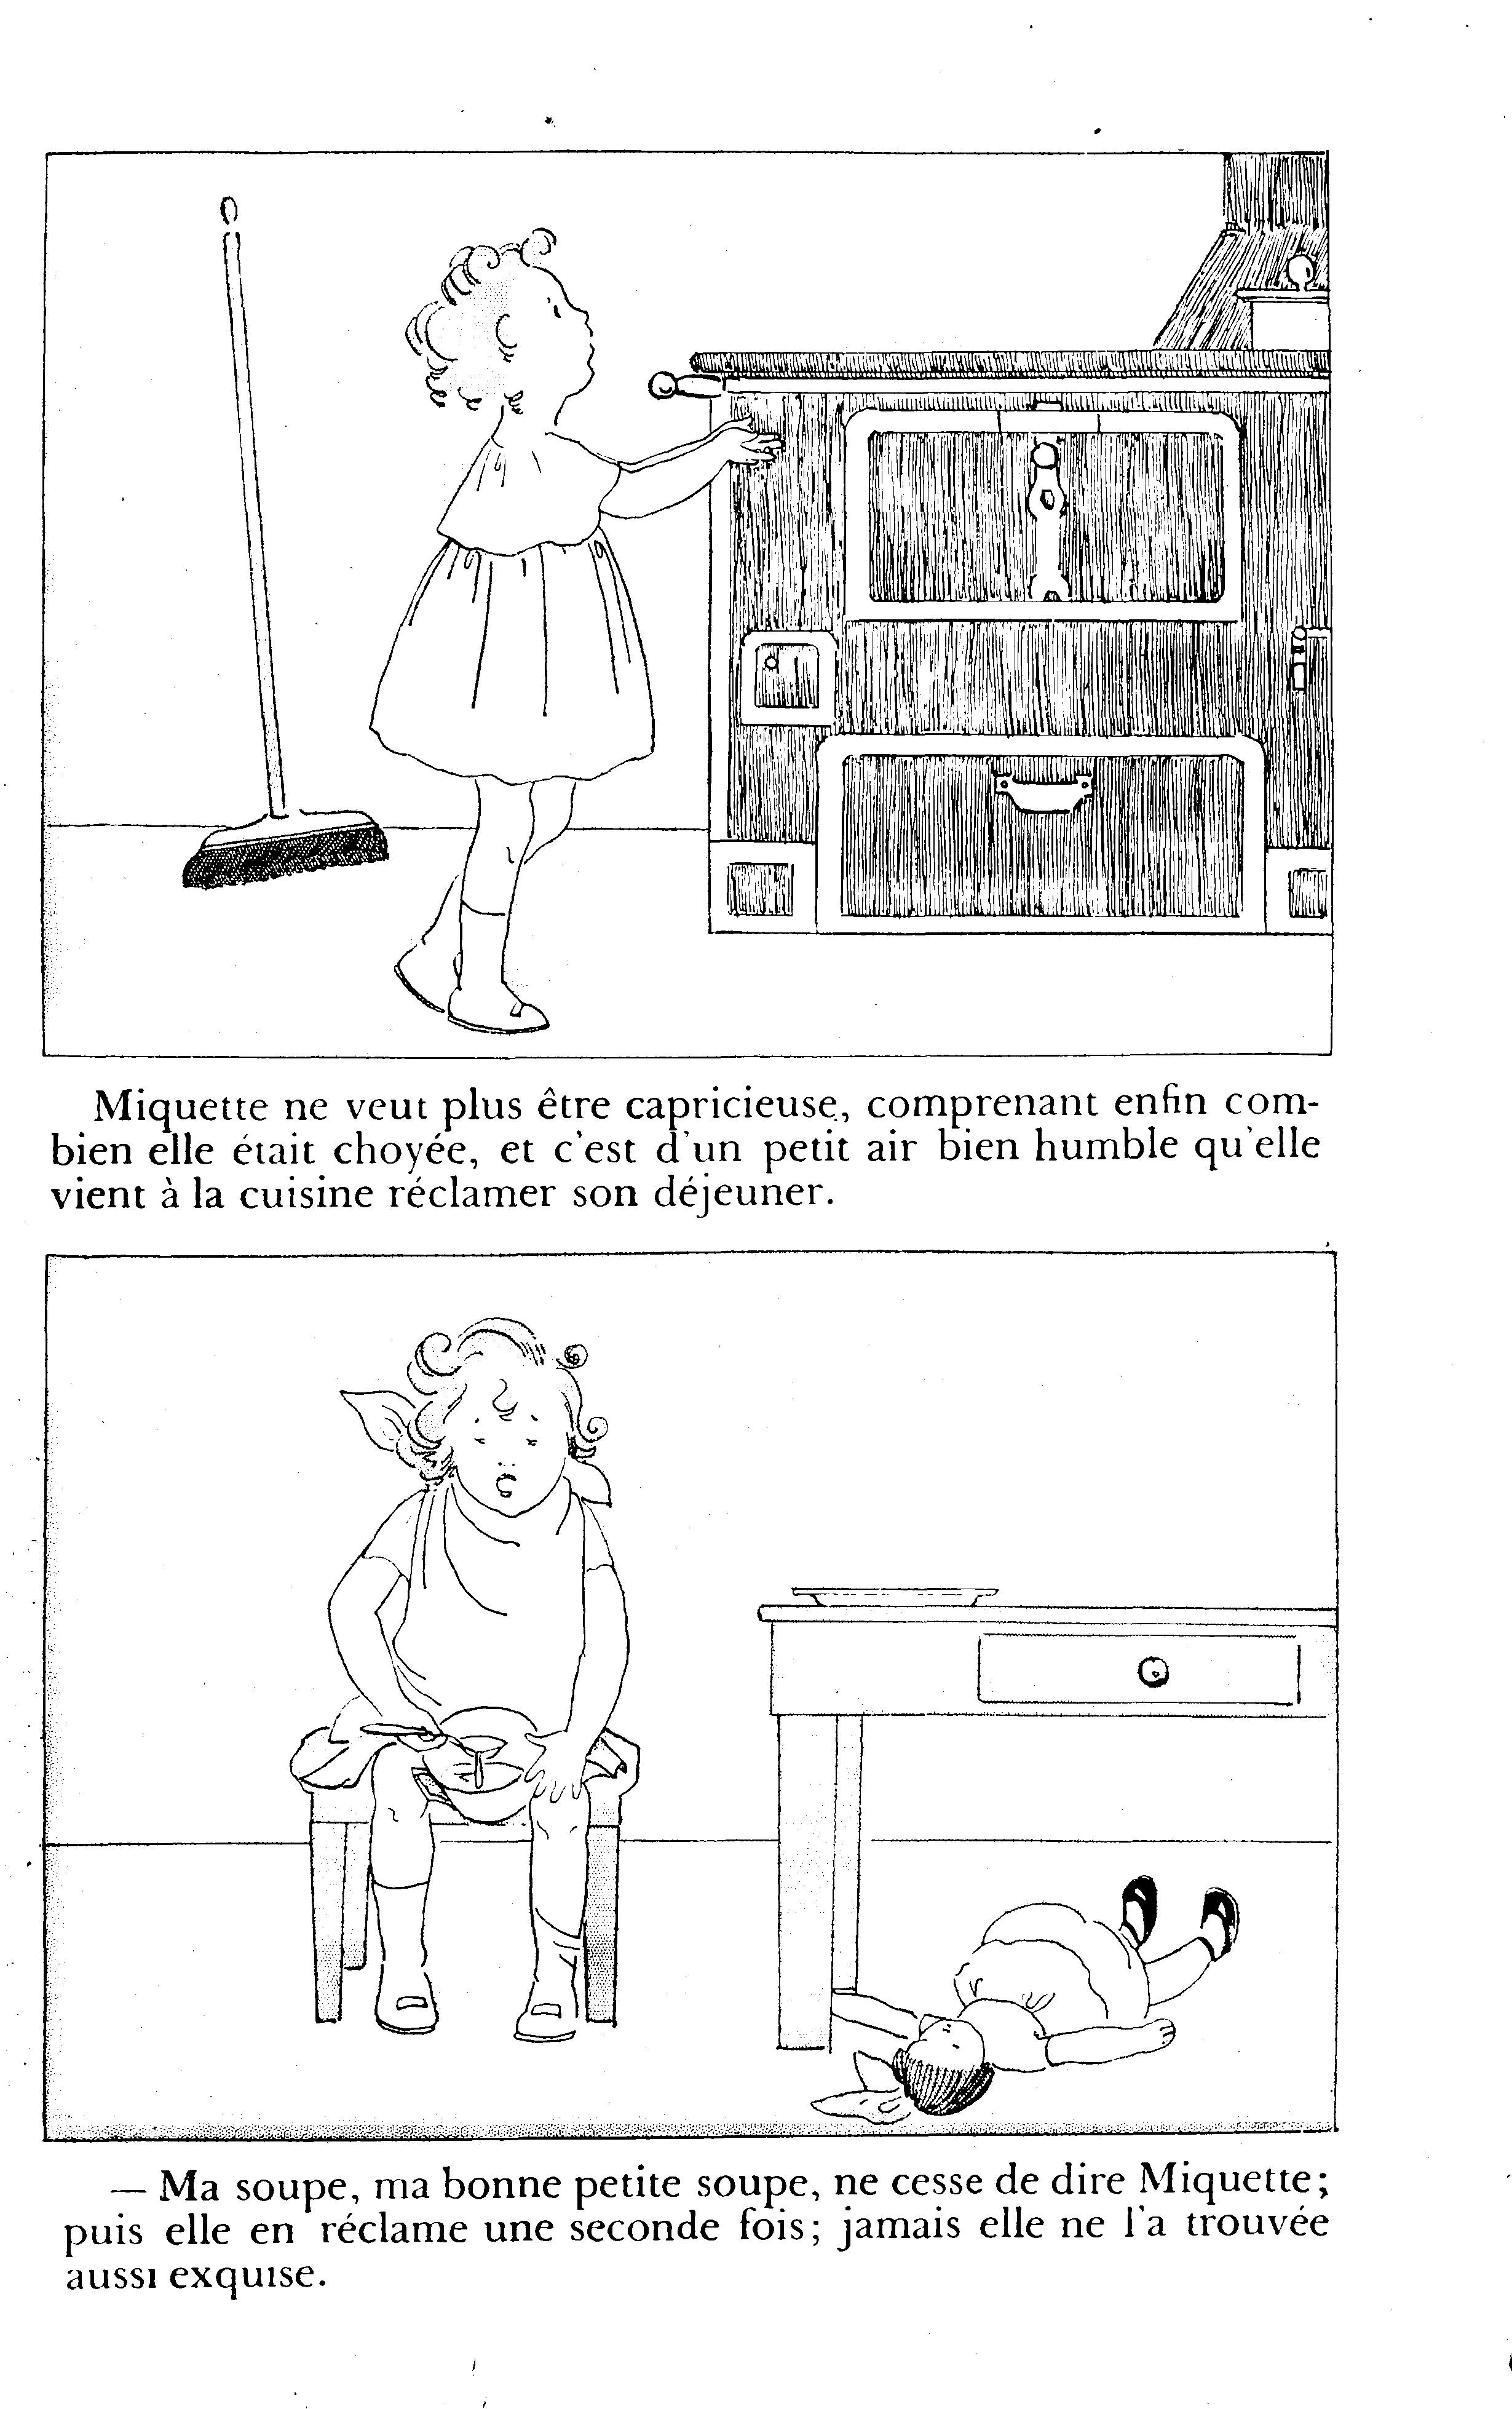 Miquette ne veut plus être capricieuse, comprenant enfin com-
bien elle était choyée, et c'est d'un petit air bien humble qu'elle
vient à la cuisine réclamer son déjeuner.
— Ma soupe, ma bonne petite soupe, ne cesse de dire Miquette;
puis elle en réclame une seconde fois; jamais elle ne l'a trouvée
aussi exquise.